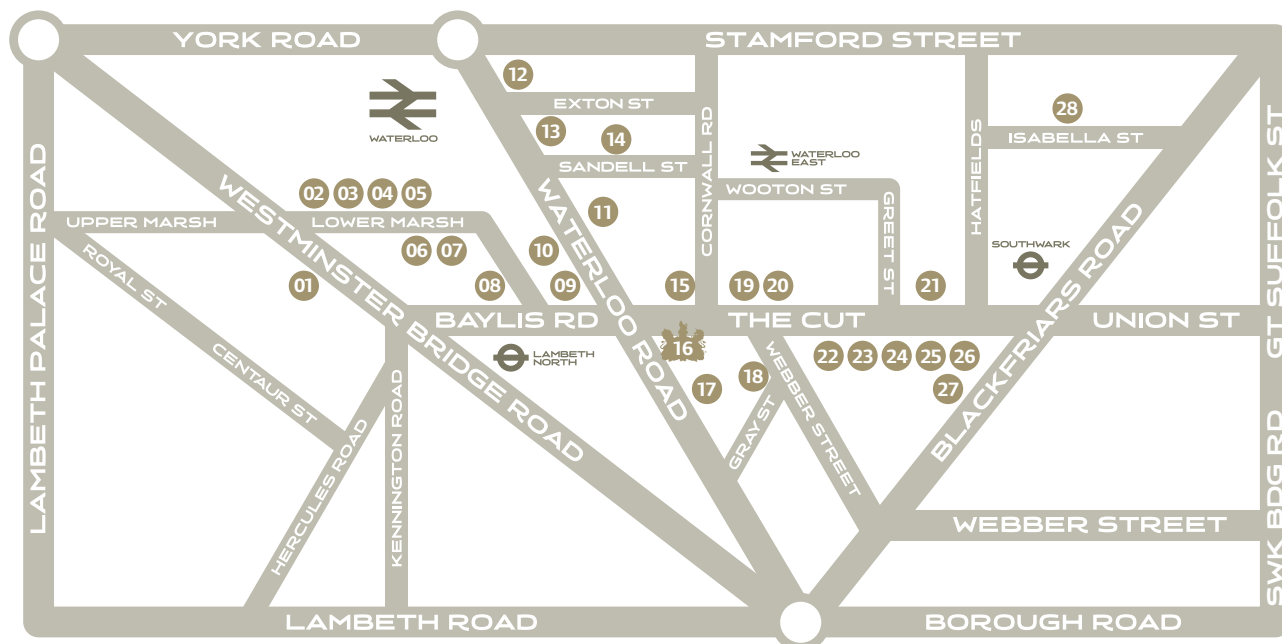 YORK ROAD
STAMFORD STREET
12
EXTON ST
28
13
14
ISABELLA ST
WATERLOO
SANDELL ST
WATERLOO
EAST
CORNWALL RD
HATFIELDS
GT SUFFOLK ST
LAMBETH PALACE ROAD
WESTMINSTER BRIDGE ROAD
02 03 04 05
WOOTON ST
GREET ST
UPPER MARSH
LOWER MARSH
WATERLOO ROAD
11
ROYAL ST
06 07
10
SOUTHWARK
BLACKFRIARS ROAD
01
08
09
15
19 20
21
BAYLIS RD
THE CUT
UNION ST
CENTAUR ST
LAMBETH
NORTH
16
22 23 24 25 26
17
18
27
WEBBER STREET
GRAY ST
HERCULES ROAD
KENNINGTON ROAD
WEBBER STREET
SWK BDG RD
LAMBETH ROAD
BOROUGH ROAD